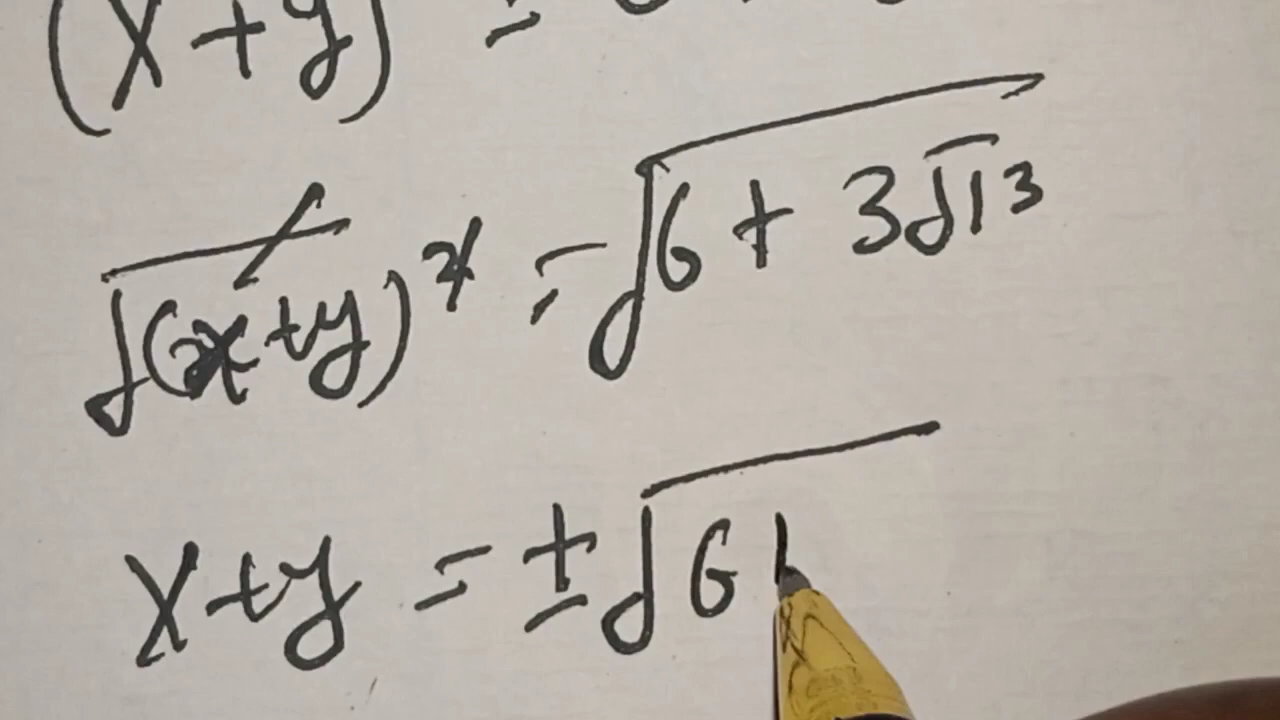 (x+y) =
√(x+y)² = √6 + 3√13
x+y = ±√6